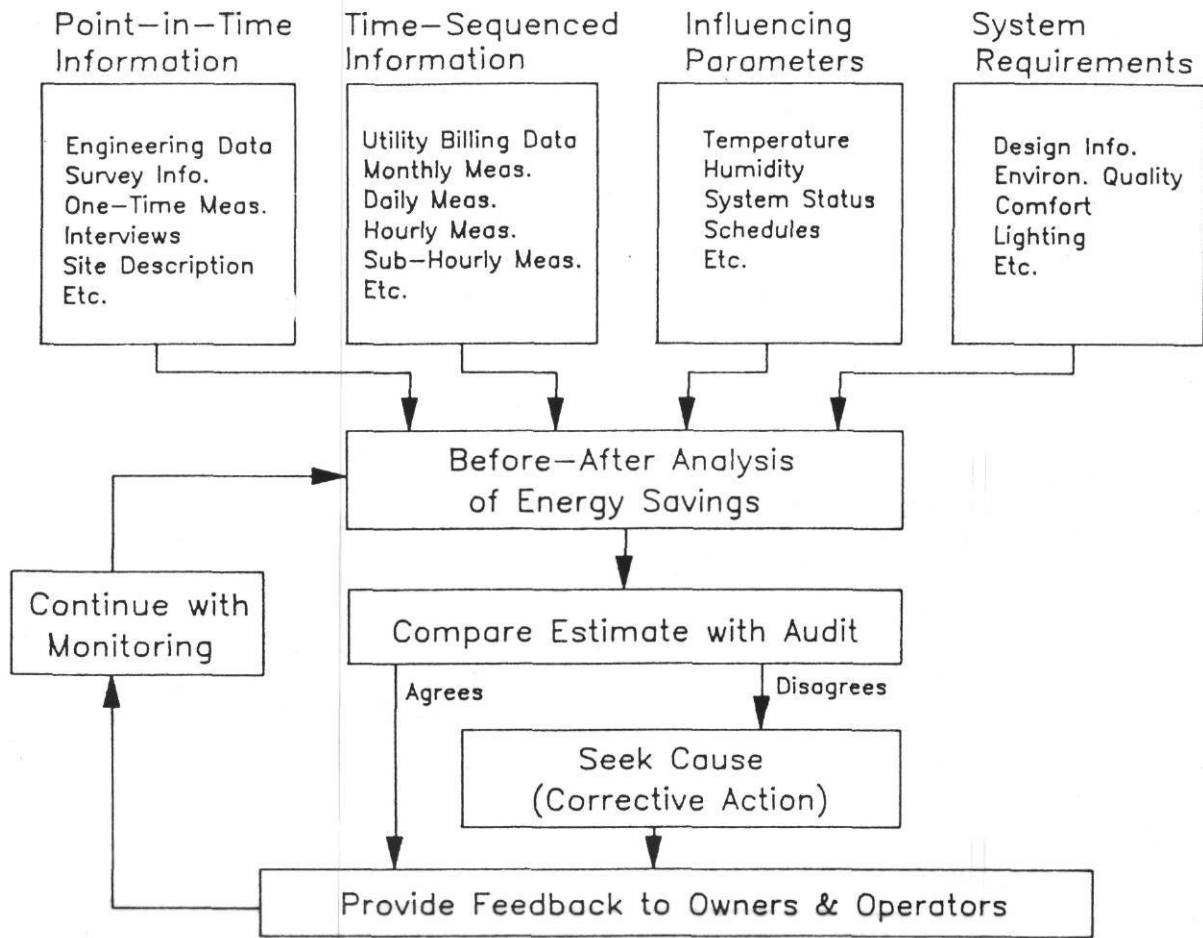 Point-in-Time
Information
Engineering Data
Survey Info.
One-Time Meas.
Interviews
Site Description
Etc.
Time-Sequenced
Information
Utility Billing Data
Monthly Meas.
Daily Meas.
Hourly Meas.
Sub-Hourly Meas.
Etc.
Influencing
Parameters
Temperature
Humidity
System Status
Schedules
Etc.
System
Requirements
Design Info.
Environ. Quality
Comfort
Lighting
Etc.
Before-After Analysis
of Energy Savings
Continue with
Monitoring
Compare Estimate with Audit
Agrees
Disagrees
Seek Cause
(Corrective Action)
Provide Feedback to Owners & Operators